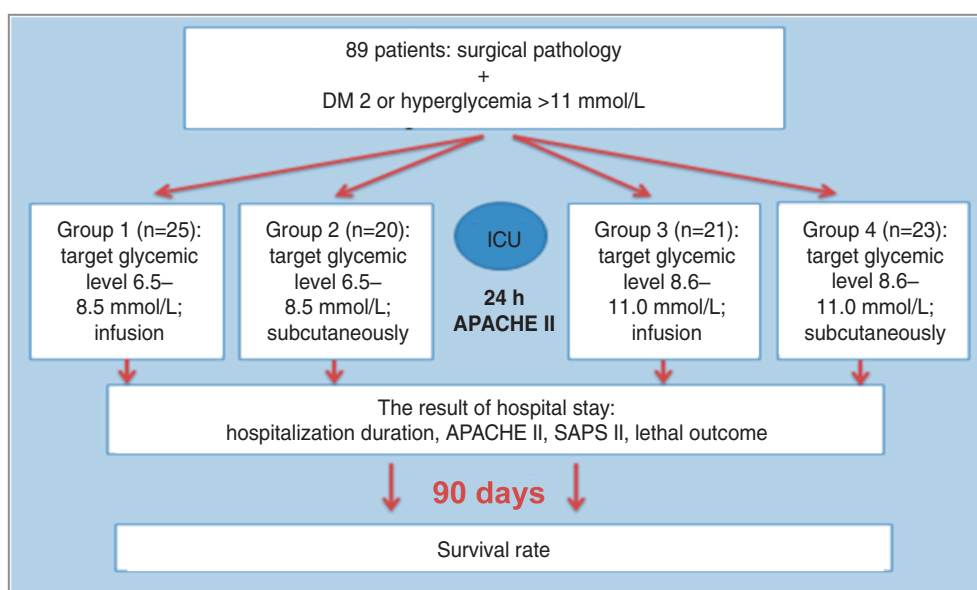 89 patients: surgical pathology
+
DM 2 or hyperglycemia >11 mmol/L
Group 1 (n=25):
target glycemic
level 6.5–
8.5 mmol/L;
infusion
Group 2 (n=20):
target glycemic
level 6.5–
8.5 mmol/L;
subcutaneously
ICU
24 h
APACHE II
Group 3 (n=21):
target glycemic
level 8.6–
11.0 mmol/L;
infusion
Group 4 (n=23):
target glycemic
level 8.6–
11.0 mmol/L;
subcutaneously
The result of hospital stay:
hospitalization duration, APACHE II, SAPS II, lethal outcome
90 days
Survival rate